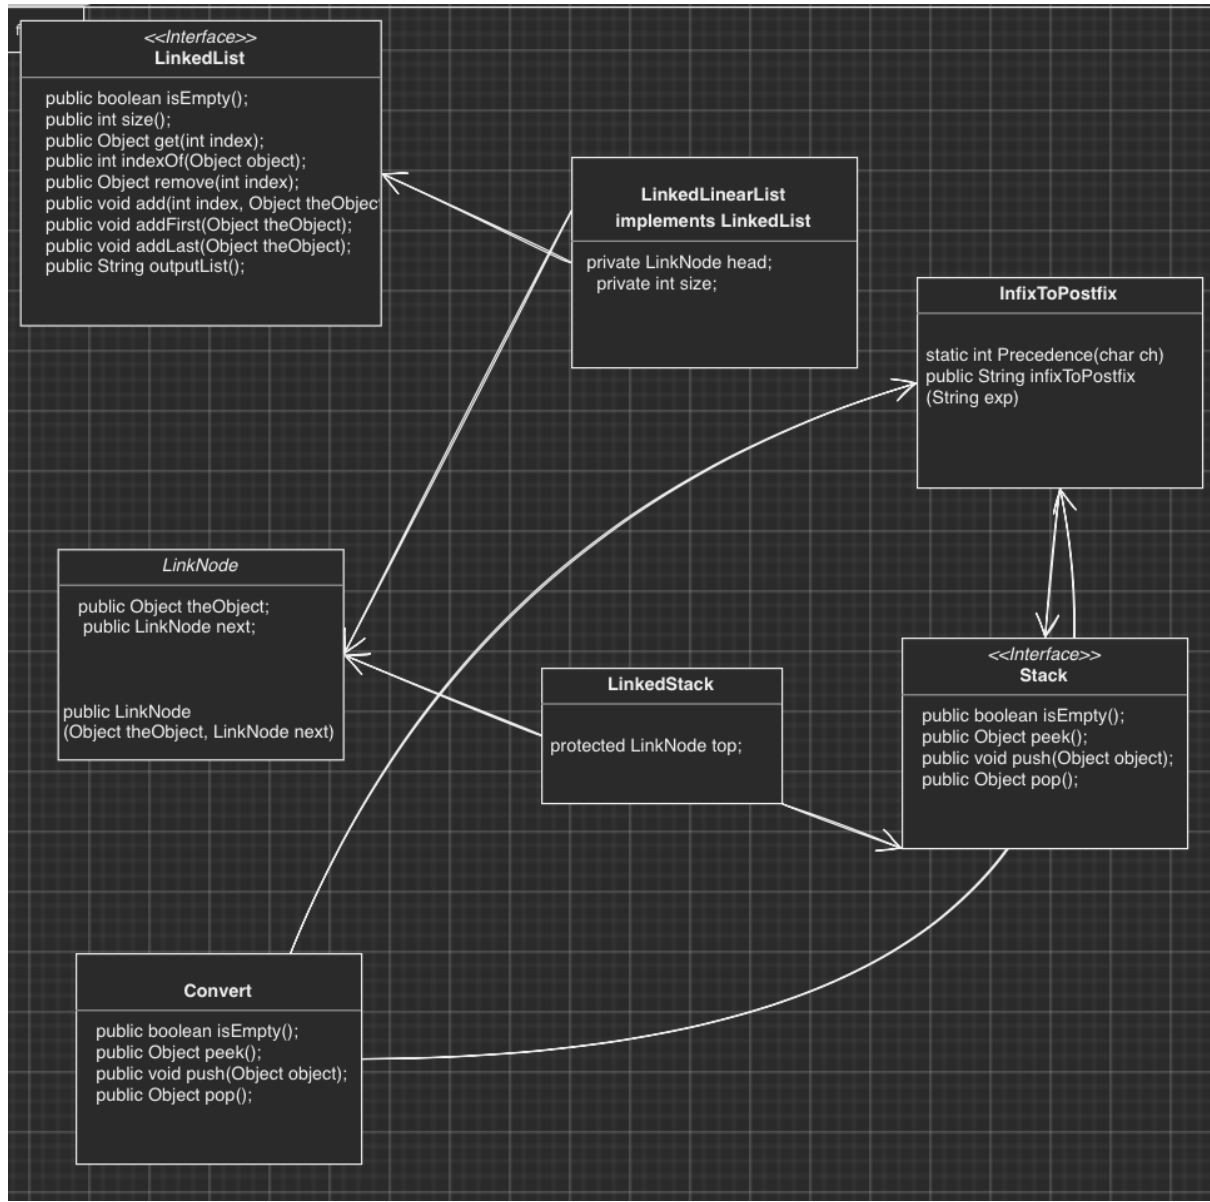 f
<<Interface>>
LinkedList
public boolean isEmpty();
public int size();
public Object get(int index);
public int indexOf(Object object);
public Object remove(int index);
public void add(int index, Object theObject
public void addFirst(Object theObject);
public void addLast(Object theObject);
public String outputList();
LinkedLinearList
implements LinkedList
private LinkNode head;
private int size;
InfixToPostfix
static int Precedence(char ch)
public String infixToPostfix
(String exp)
LinkNode
public Object theObject;
public LinkNode next;
public LinkNode
(Object theObject, LinkNode next)
LinkedStack
protected LinkNode top;
<<Interface>>
Stack
public boolean isEmpty();
public Object peek();
public void push(Object object);
public Object pop();
Convert
public boolean isEmpty();
public Object peek();
public void push(Object object);
public Object pop();